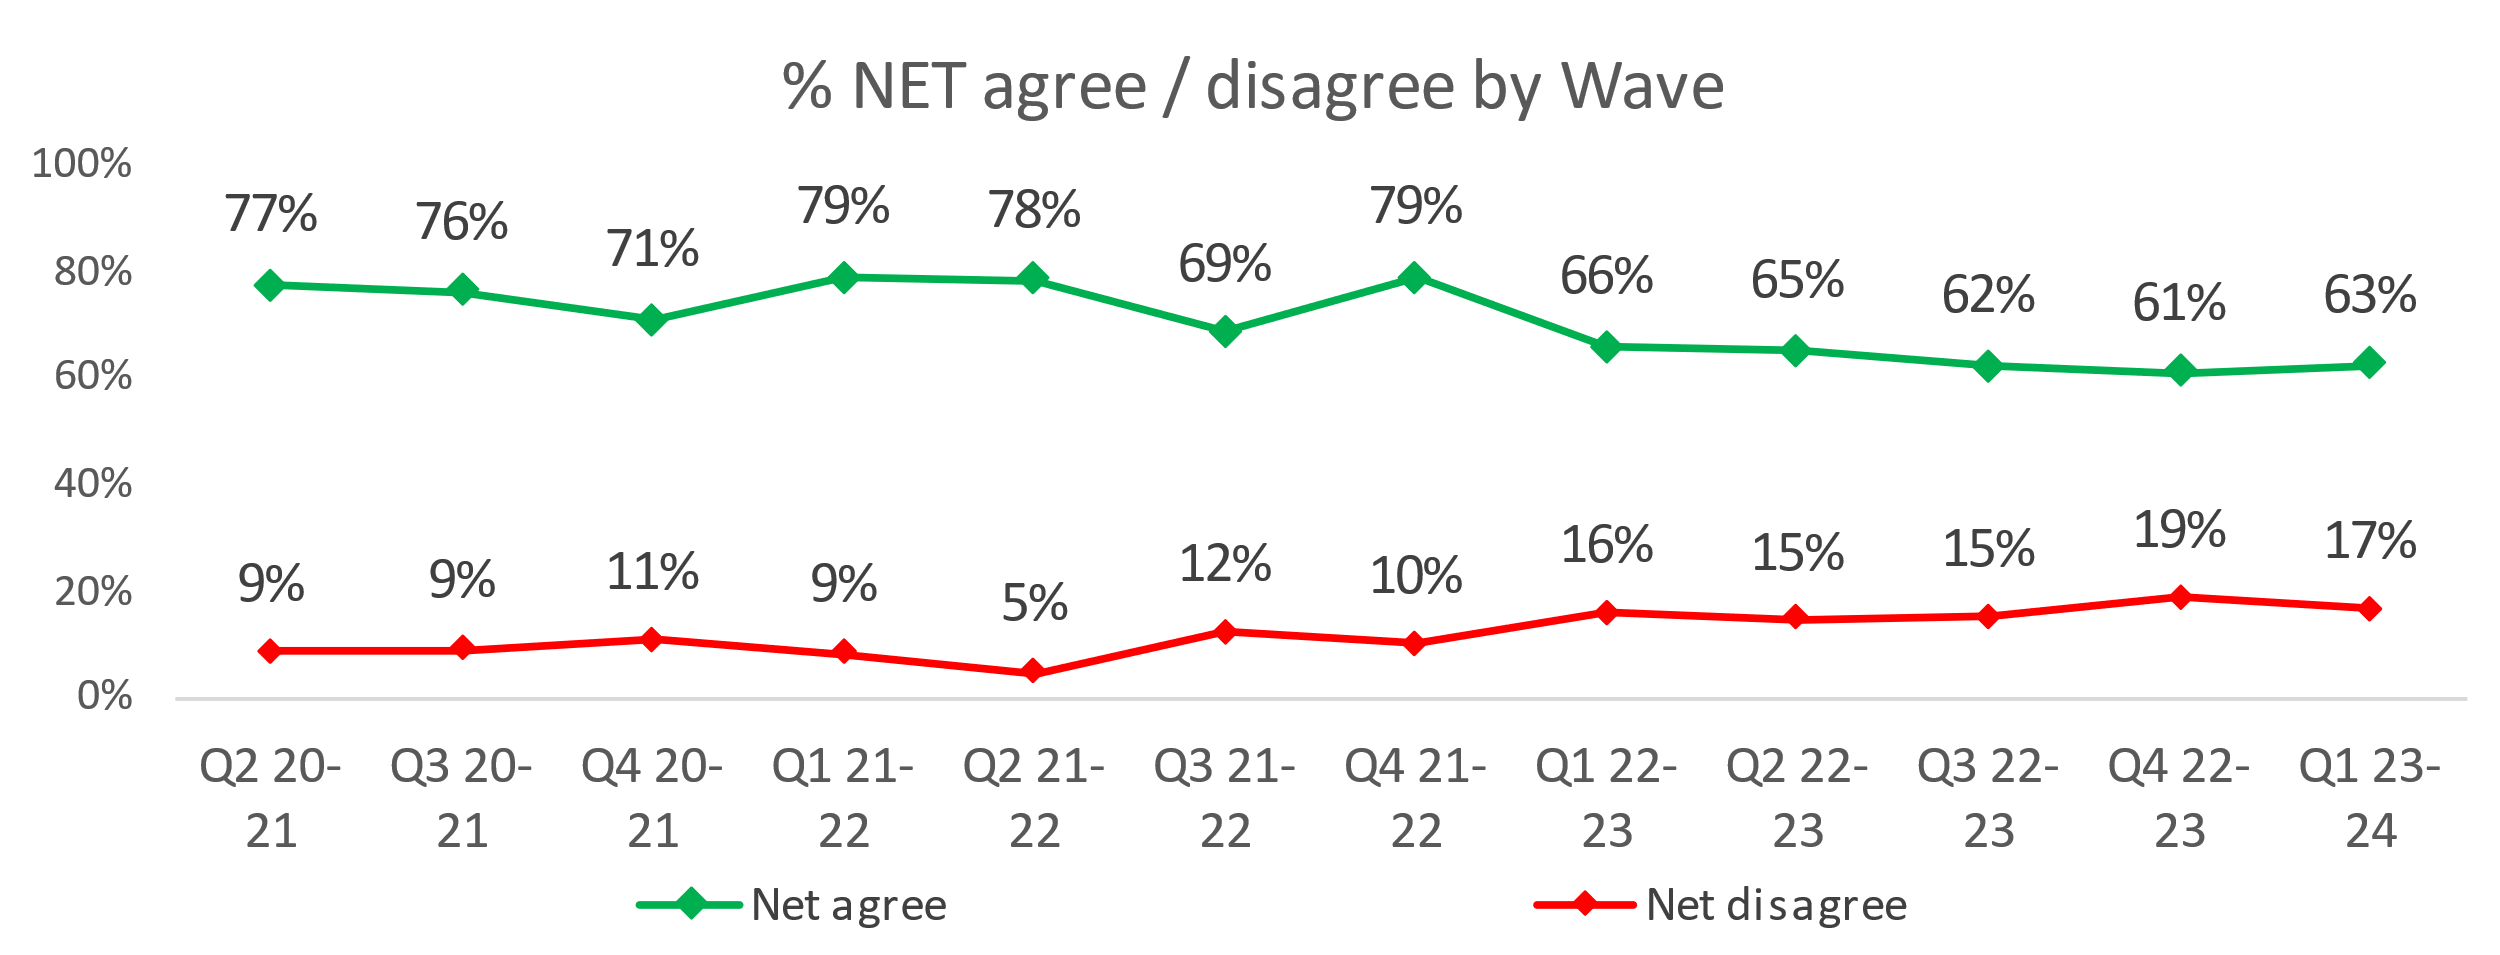 % NET agree / disagree by Wave
100%
80%
60%
40%
20%
0%
77% 76% 71% 79% 78% 69% 79% 66% 65% 62% 61% 63%
9% 9% 11% 9% 5% 12% 10% 16% 15% 15% 19% 17%
Q2 20- Q3 20- Q4 20- Q1 21- Q2 21- Q3 21- Q4 21- Q1 22- Q2 22- Q3 22- Q4 22- Q1 23-
21 21 21 22 22 22 22 23 23 23 23 24
Net agree Net disagree